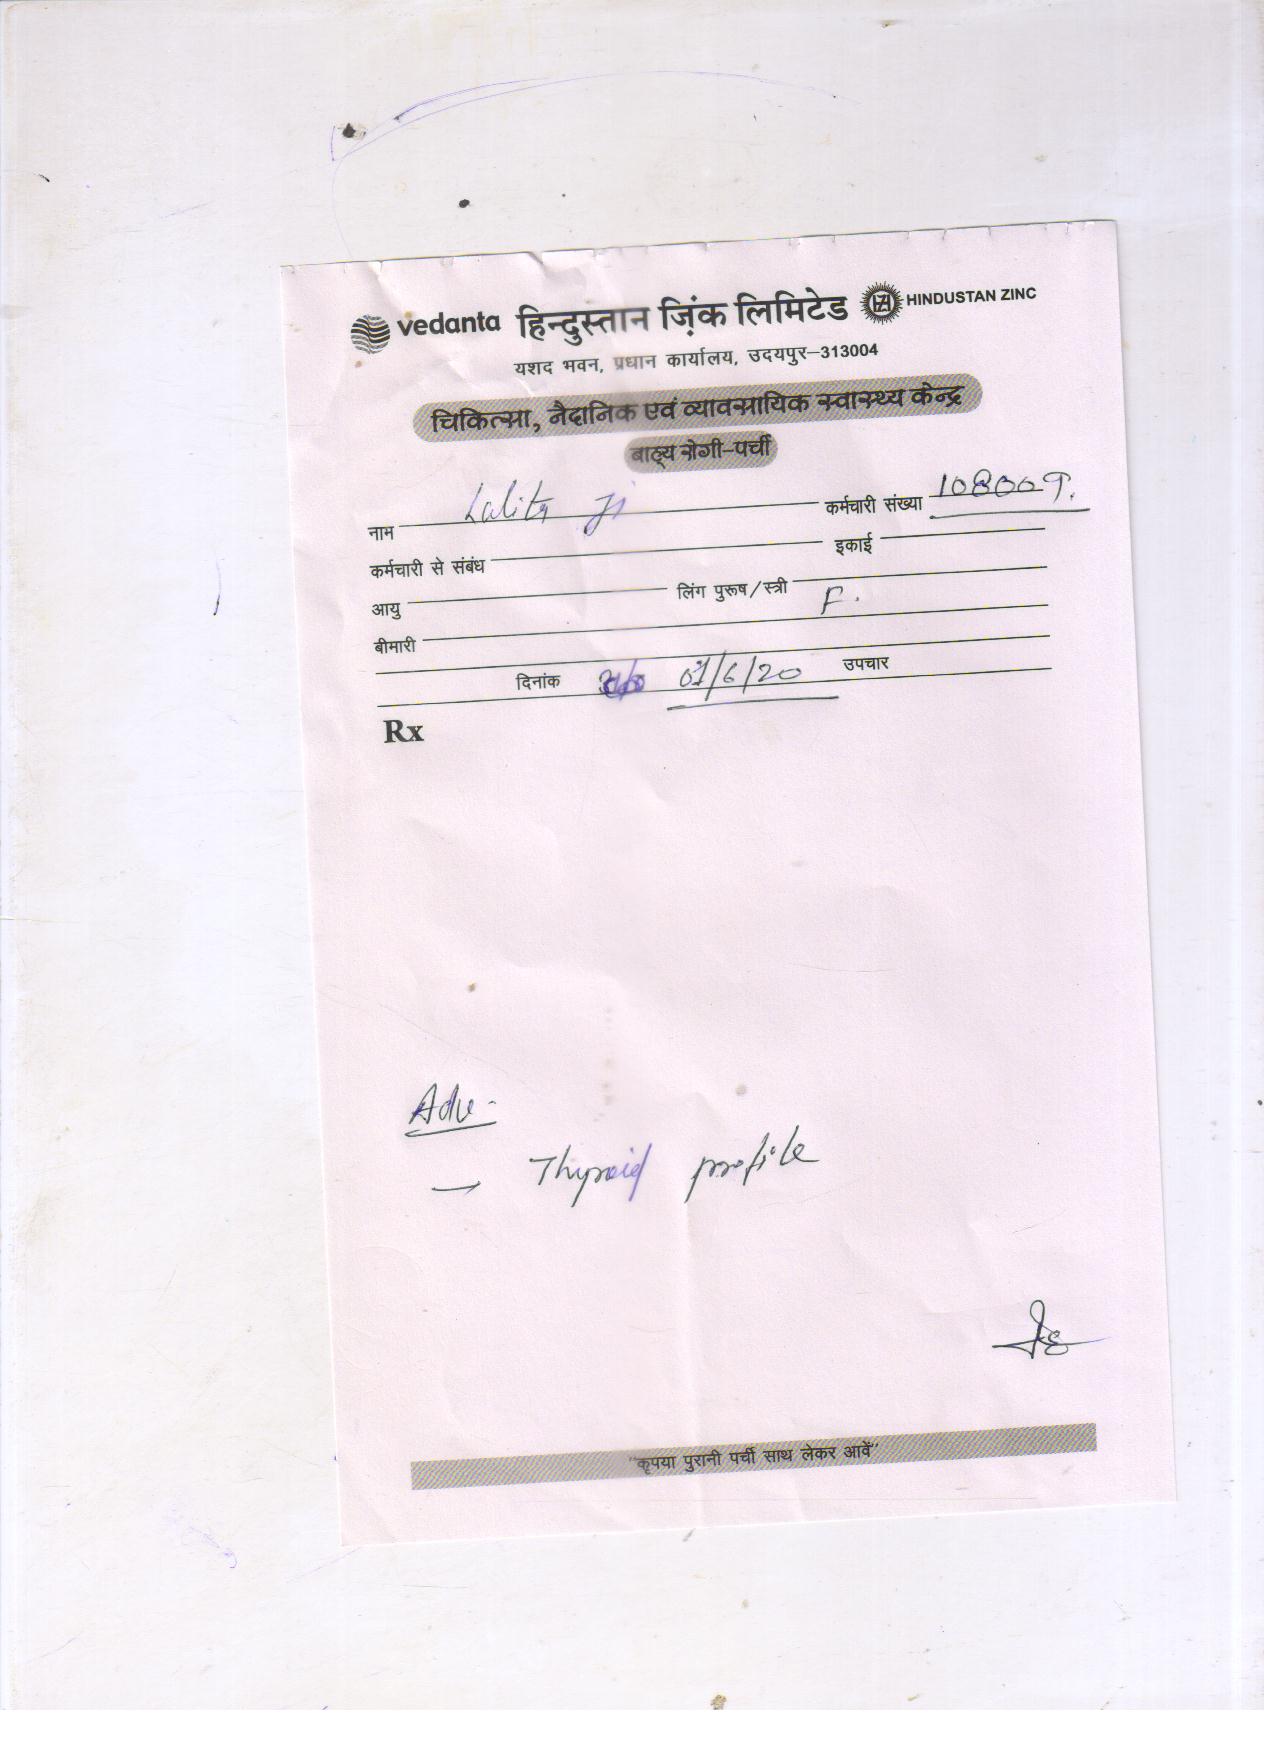 vedanta हिन्दुस्तान ज़िंक लिमिटेड HZL HINDUSTAN ZINC
यशद भवन, प्रधान कार्यालय, उदयपुर–313004
चिकित्सा, नैदानिक एवं व्यावसायिक स्वास्थ्य केन्द्र
बाह्य रोगी–पर्ची
नाम Lalita Ji कर्मचारी संख्या 108009.
कर्मचारी से संबंध इकाई
आयु लिंग पुरूष/स्त्री F.
बीमारी
दिनांक 01/6/20 उपचार
Rx
Adv -
— Thyroid profile
"कृपया पुरानी पर्ची साथ लेकर आवें"